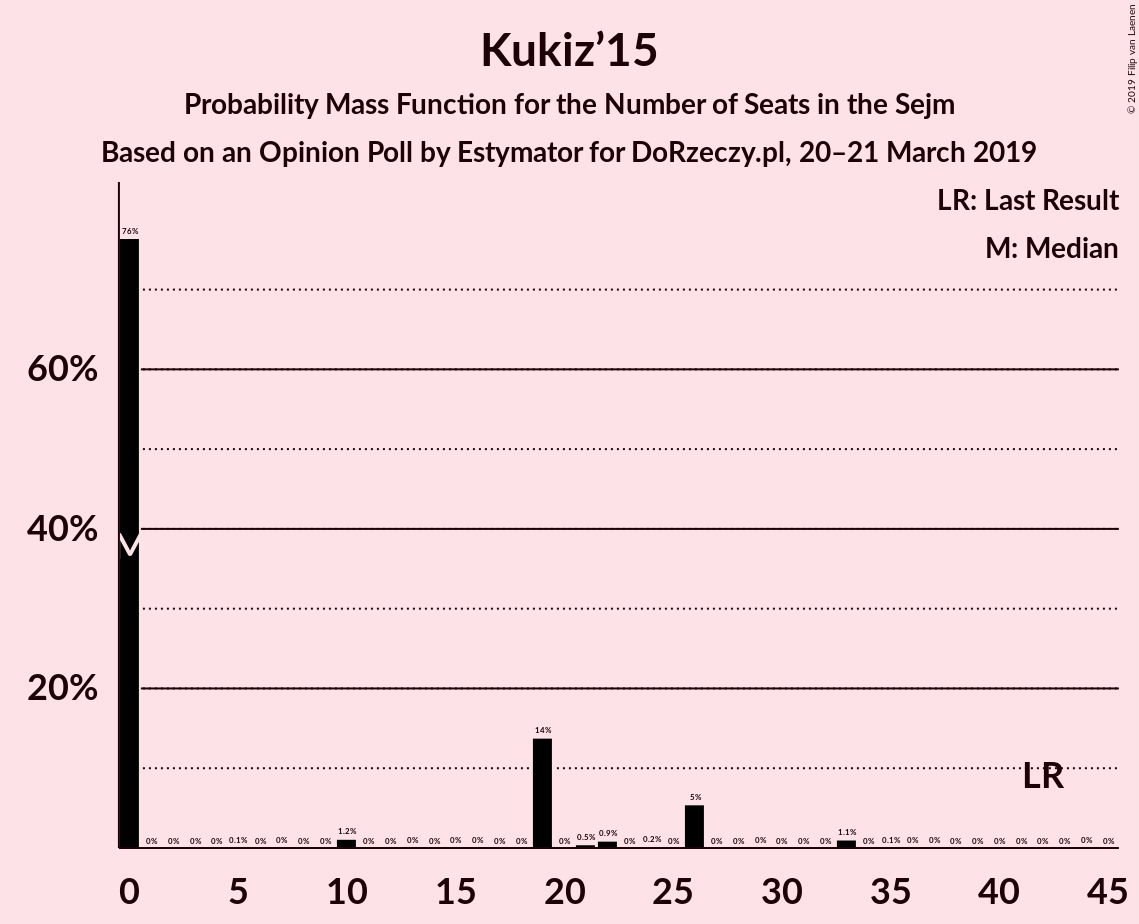 © 2019 Filip van Laenen
Kukiz’15
Probability Mass Function for the Number of Seats in the Sejm
Based on an Opinion Poll by Estymator for DoRzeczy.pl, 20–21 March 2019
LR: Last Result
M: Median
76%
60%
40%
20%
14%
LR
5%
0% 0% 0% 0% 0.1% 0% 0% 0% 0% 1.2% 0% 0% 0% 0% 0% 0% 0% 0% 0% 0.5% 0.9% 0% 0.2% 0% 0% 0% 0% 0% 0% 0% 1.1% 0% 0.1% 0% 0% 0% 0% 0% 0% 0% 0% 0% 0%
0 5 10 15 20 25 30 35 40 45